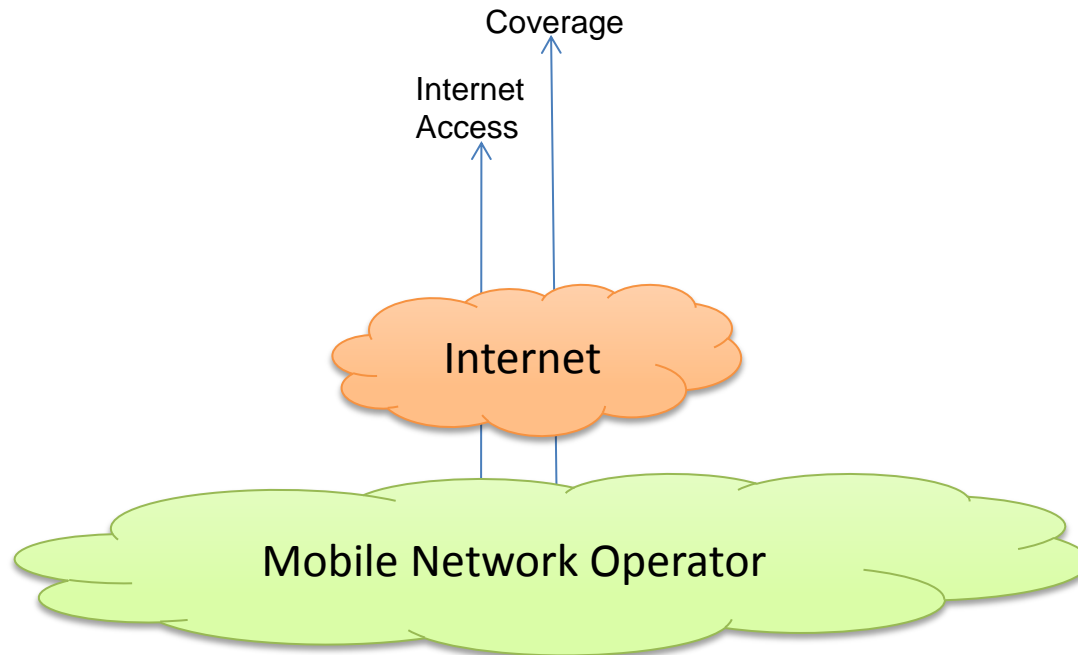 Coverage
Internet
Access
Internet
Mobile Network Operator